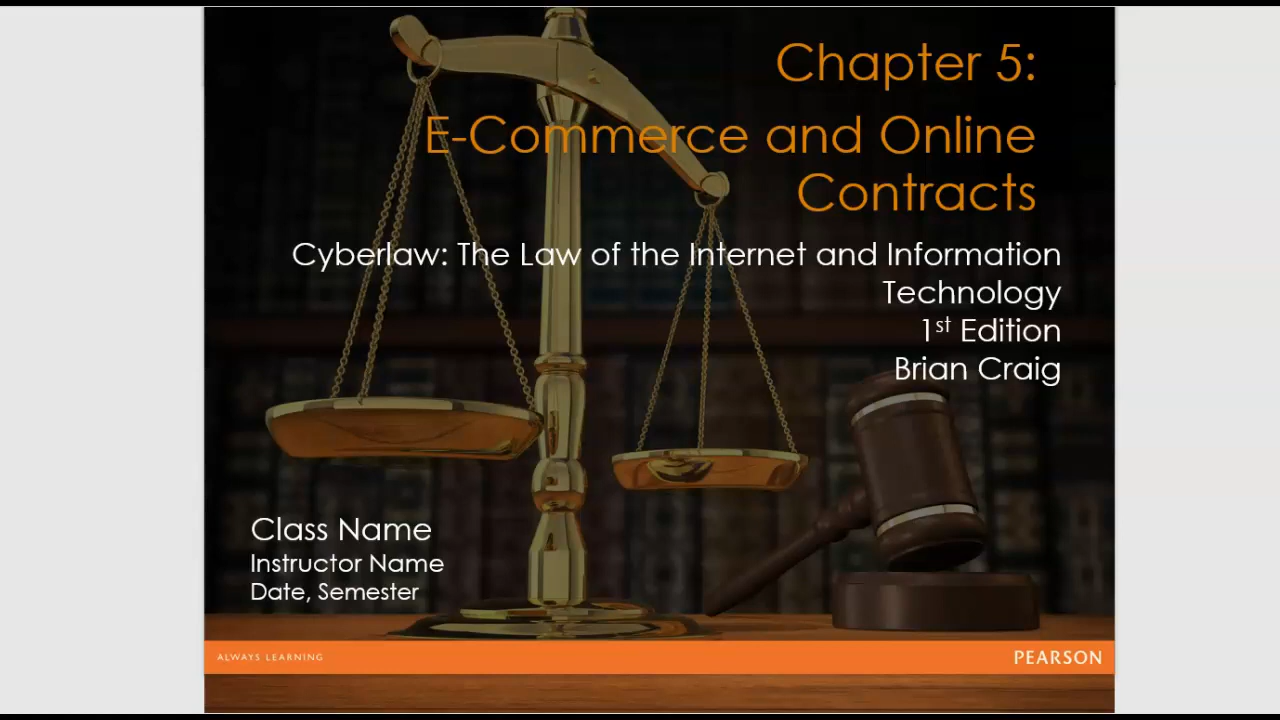 Chapter 5:
E-Commerce and Online
Contracts
Cyberlaw: The Law of the Internet and Information
Technology
1st Edition
Brian Craig
Class Name
Instructor Name
Date, Semester
ALWAYS LEARNING
PEARSON